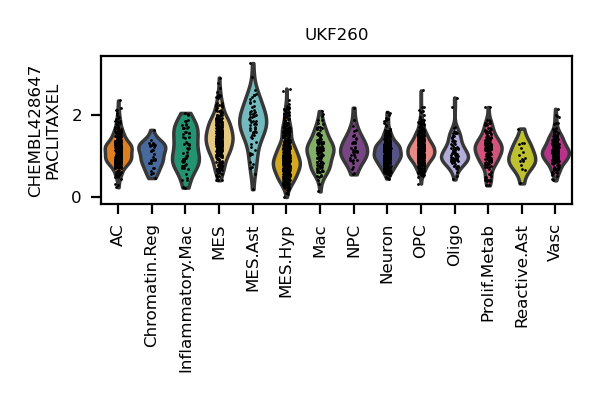 UKF260
CHEMBL428647
PACLITAXEL
2
0
AC
Chromatin.Reg
Inflammatory.Mac
MES
MES.Ast
MES.Hyp
Mac
NPC
Neuron
OPC
Oligo
Prolif.Metab
Reactive.Ast
Vasc